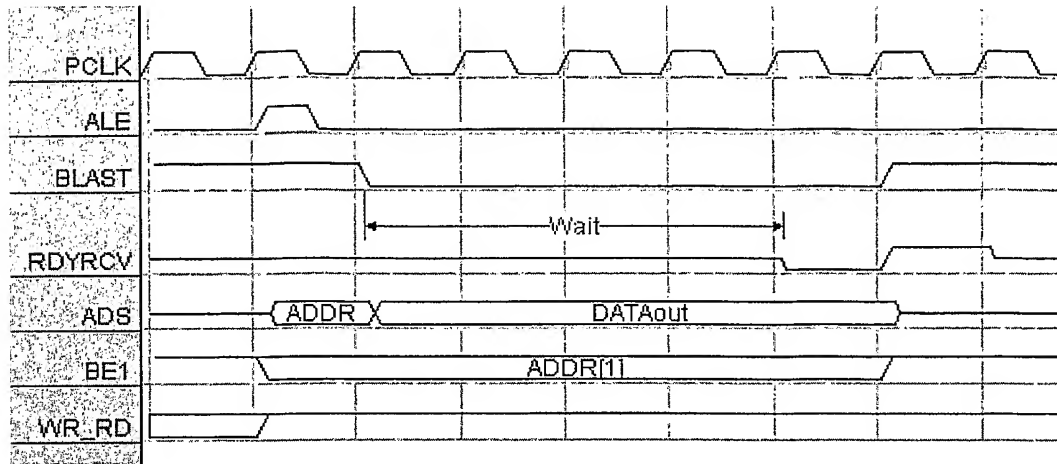 PCLK
ALE
BLAST
Wait
RDYRCV
ADS ADDR DATAout
BE1 ADDR[1]
WR_RD